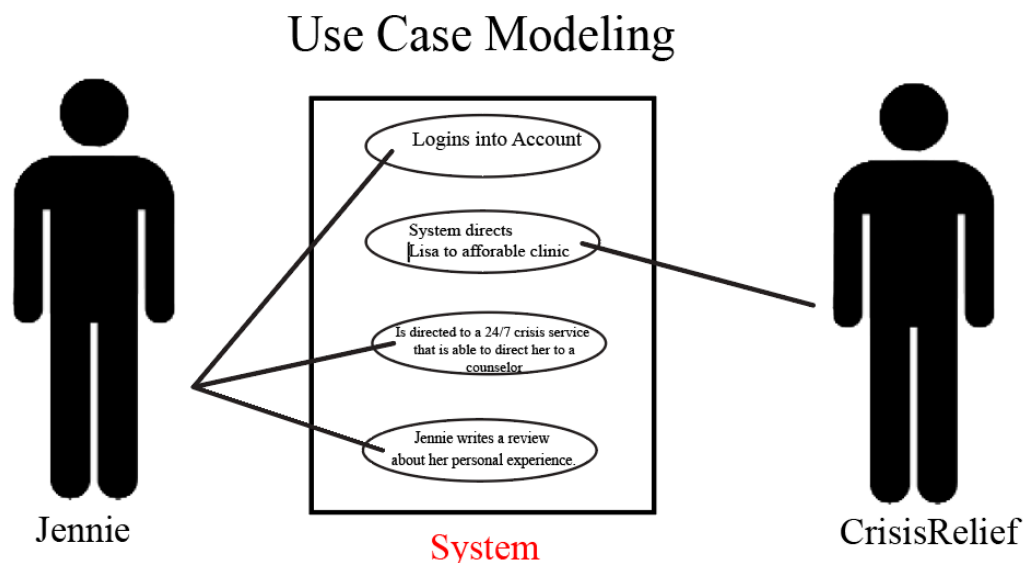 Use Case Modeling
Logins into Account
System directs
Lisa to afforable clinic
Is directed to a 24/7 crisis service
that is able to direct her to a
counselor
Jennie writes a review
about her personal experience.
Jennie
System
CrisisRelief